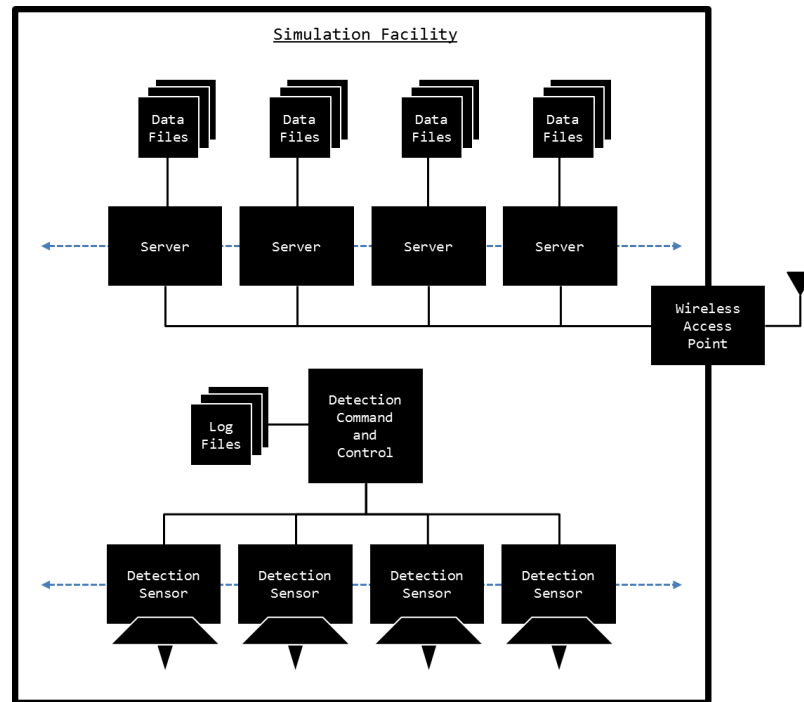 Simulation Facility
Data
Files
Data
Files
Data
Files
Data
Files
Server
Server
Server
Server
Wireless
Access
Point
Detection
Command
and
Control
Log
Files
Detection
Sensor
Detection
Sensor
Detection
Sensor
Detection
Sensor